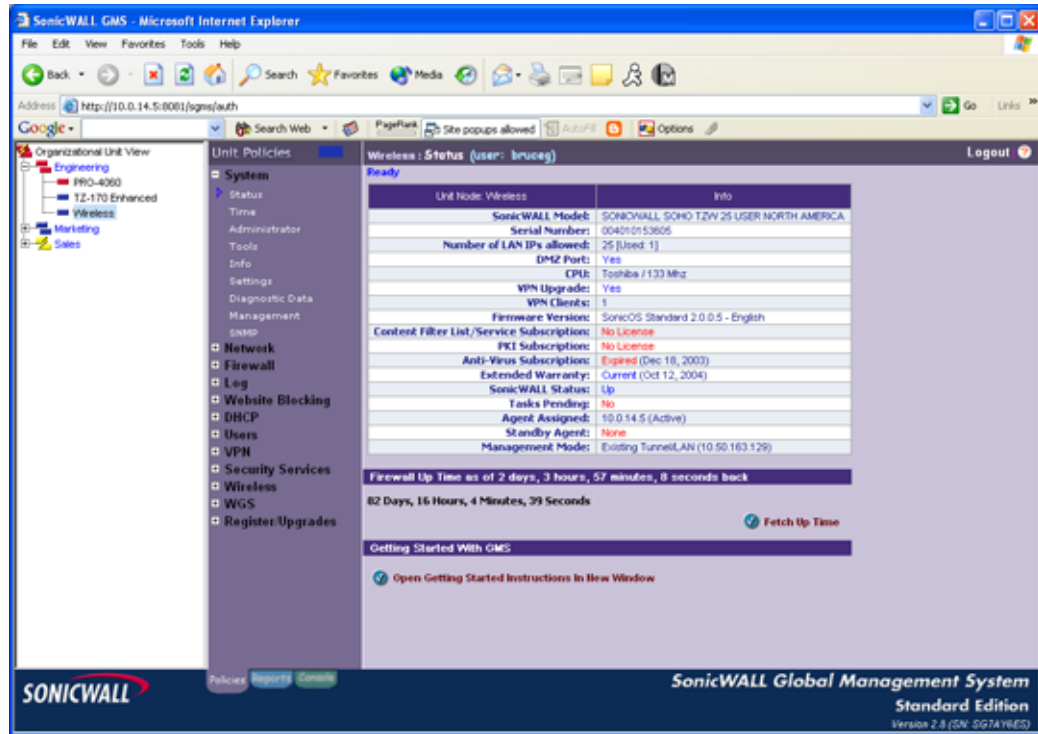 SonicWALL GMS - Microsoft Internet Explorer
File Edit View Favorites Tools Help
Back Search Favorites Media
Address http://10.0.14.5:8081/sgms/auth Go Links »
Google Search Web PageRank Site popups allowed AutoFill Options
Organizational Unit View
Engineering
PRO-4060
TZ-170 Enhanced
Wireless
Marketing
Sales
Unit Policies
System
Status
Time
Administrator
Tools
Info
Settings
Diagnostic Data
Management
SNMP
Network
Firewall
Log
Website Blocking
DHCP
Users
VPN
Security Services
Wireless
WGS
Register/Upgrades
Wireless : Status (user: bruceg) Logout ?
Ready
Unit Node: Wireless Info
SonicWALL Model: SONICWALL SOHO TZW 25 USER NORTH AMERICA
Serial Number: 004010153605
Number of LAN IPs allowed: 25 [Used: 1]
DMZ Port: Yes
CPU: Toshiba / 133 Mhz
VPN Upgrade: Yes
VPN Clients: 1
Firmware Version: SonicOS Standard 2.0.0.5 - English
Content Filter List/Service Subscription: No License
PKI Subscription: No License
Anti-Virus Subscription: Expired (Dec 18, 2003)
Extended Warranty: Current (Oct 12, 2004)
SonicWALL Status: Up
Tasks Pending: No
Agent Assigned: 10.0.14.5 (Active)
Standby Agent: None
Management Mode: Existing Tunnel/LAN (10.50.163.129)
Firewall Up Time as of 2 days, 3 hours, 57 minutes, 8 seconds back
82 Days, 16 Hours, 4 Minutes, 39 Seconds
Fetch Up Time
Getting Started With GMS
Open Getting Started Instructions In New Window
Policies Reports Console
SONICWALL
SonicWALL Global Management System
Standard Edition
Version 2.8 (SN: SG7AY6ES)